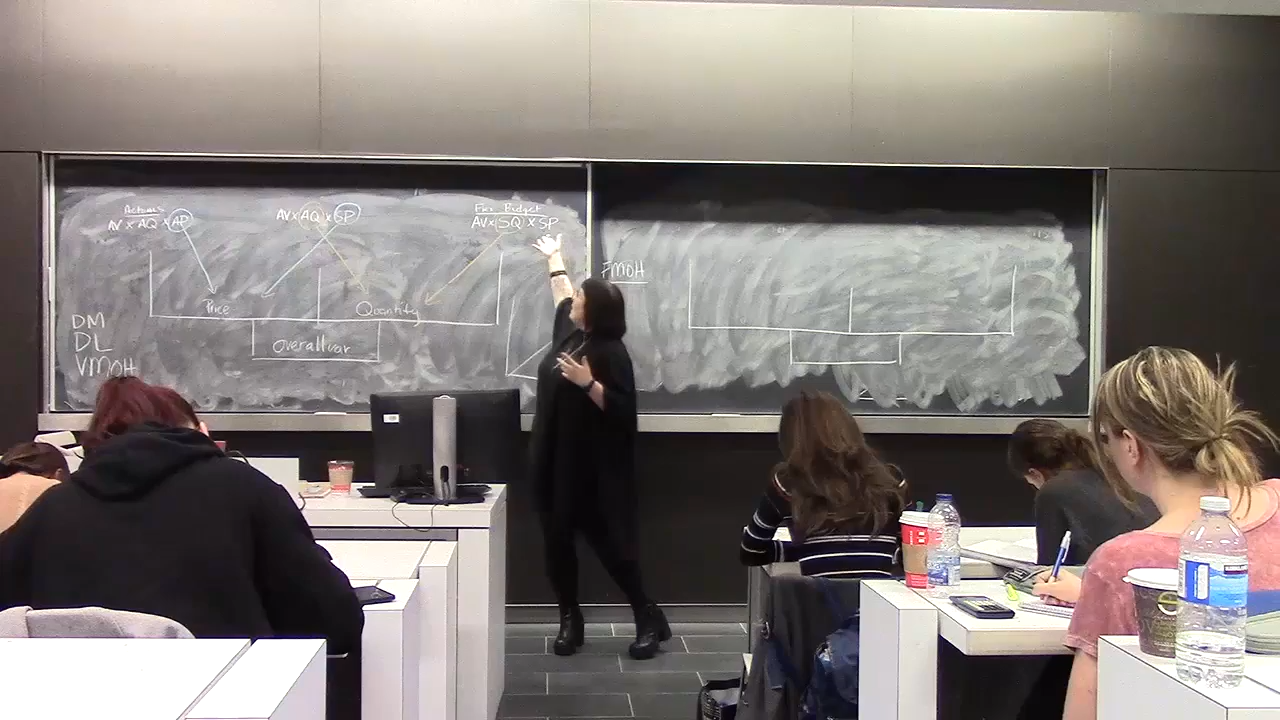 Actuals
AV x AQ x AP
AV x AQ x SP
Flex Budget
AV x SQ x SP
Price
Quantity
overall var
DM
DL
VMOH
FMOH